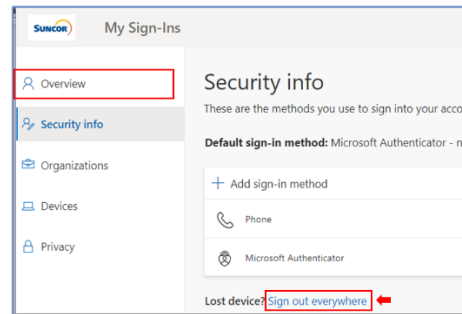 SUNCOR My Sign-Ins
Overview
Security info
Organizations
Devices
Privacy
Security info
These are the methods you use to sign into your acco
Default sign-in method: Microsoft Authenticator - n
+ Add sign-in method
Phone
Microsoft Authenticator
Lost device? Sign out everywhere